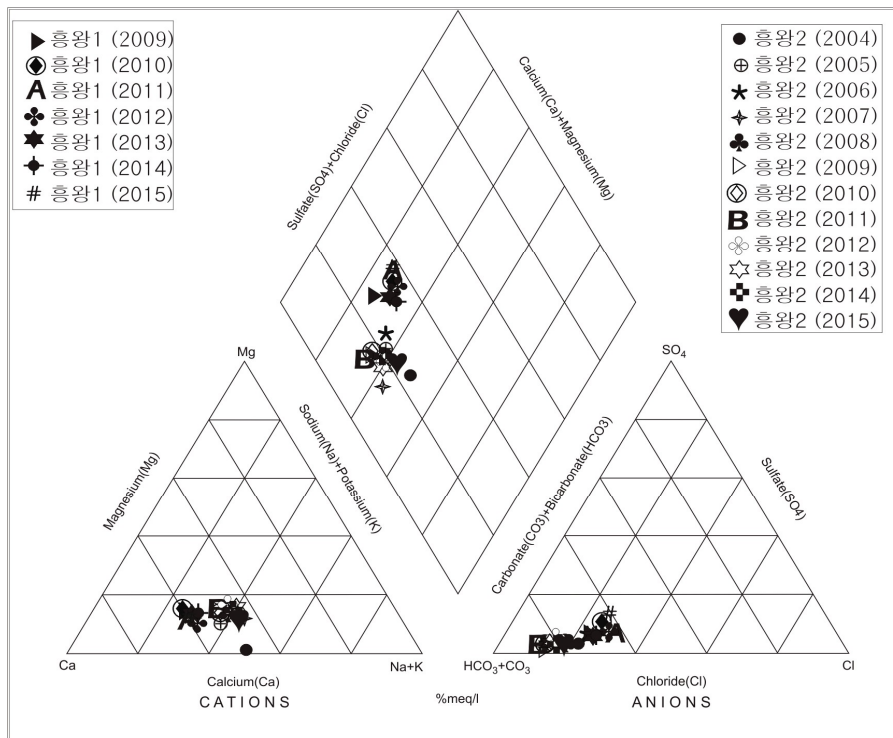 흥왕1 (2009)
흥왕1 (2010)
흥왕1 (2011)
흥왕1 (2012)
흥왕1 (2013)
흥왕1 (2014)
흥왕1 (2015)
흥왕2 (2004)
흥왕2 (2005)
흥왕2 (2006)
흥왕2 (2007)
흥왕2 (2008)
흥왕2 (2009)
흥왕2 (2010)
흥왕2 (2011)
흥왕2 (2012)
흥왕2 (2013)
흥왕2 (2014)
흥왕2 (2015)
Sulfate(SO4)+Chloride(Cl)
Calcium(Ca)+Magnesium(Mg)
Mg
SO₄
Magnesium(Mg)
Sodium(Na)+Potassium(K)
Carbonate(CO3)+Bicarbonate(HCO3)
Sulfate(SO4)
Ca
Na+K
HCO₃+CO₃
Cl
Calcium(Ca)
Chloride(Cl)
CATIONS
%meq/l
ANIONS